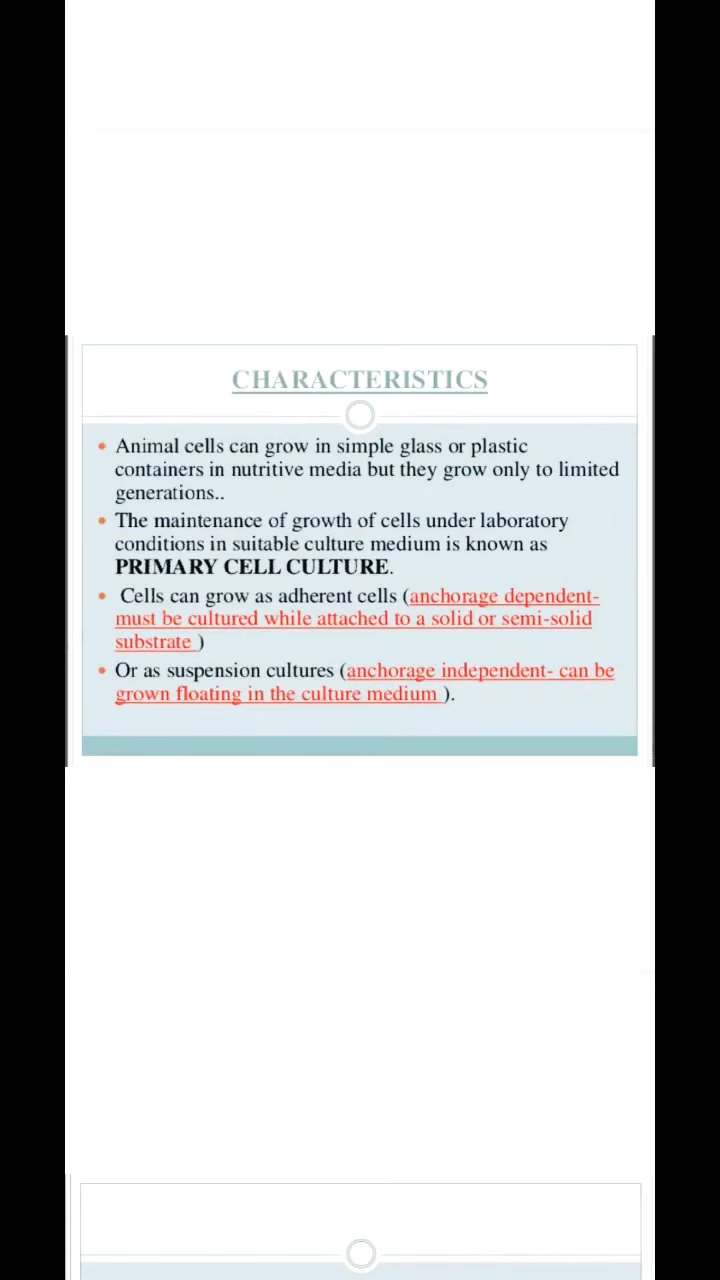 CHARACTERISTICS
• Animal cells can grow in simple glass or plastic
containers in nutritive media but they grow only to limited
generations..
• The maintenance of growth of cells under laboratory
conditions in suitable culture medium is known as
PRIMARY CELL CULTURE.
• Cells can grow as adherent cells (anchorage dependent-
must be cultured while attached to a solid or semi-solid
substrate )
• Or as suspension cultures (anchorage independent- can be
grown floating in the culture medium ).